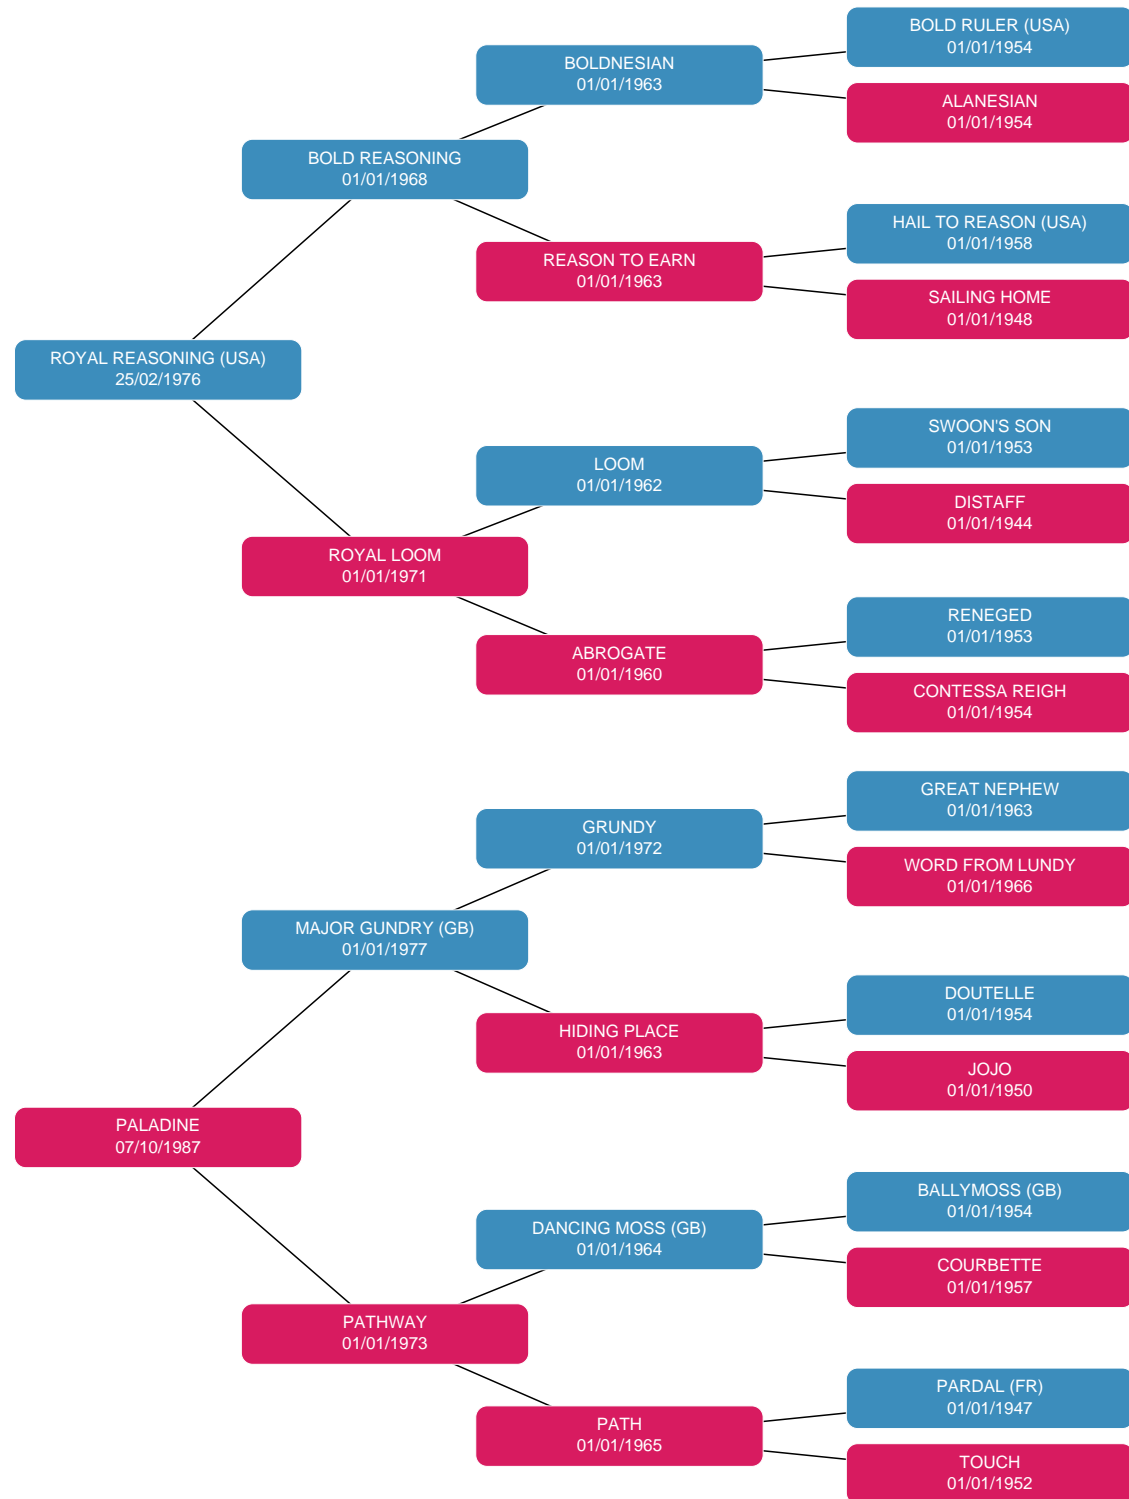 BOLD RULER (USA)
01/01/1954
BOLDNESIAN
01/01/1963
ALANESIAN
01/01/1954
BOLD REASONING
01/01/1968
HAIL TO REASON (USA)
01/01/1958
REASON TO EARN
01/01/1963
SAILING HOME
01/01/1948
ROYAL REASONING (USA)
25/02/1976
SWOON'S SON
01/01/1953
LOOM
01/01/1962
DISTAFF
01/01/1944
ROYAL LOOM
01/01/1971
RENEGED
01/01/1953
ABROGATE
01/01/1960
CONTESSA REIGH
01/01/1954
GREAT NEPHEW
01/01/1963
GRUNDY
01/01/1972
WORD FROM LUNDY
01/01/1966
MAJOR GUNDRY (GB)
01/01/1977
DOUTELLE
01/01/1954
HIDING PLACE
01/01/1963
JOJO
01/01/1950
PALADINE
07/10/1987
BALLYMOSS (GB)
01/01/1954
DANCING MOSS (GB)
01/01/1964
COURBETTE
01/01/1957
PATHWAY
01/01/1973
PARDAL (FR)
01/01/1947
PATH
01/01/1965
TOUCH
01/01/1952